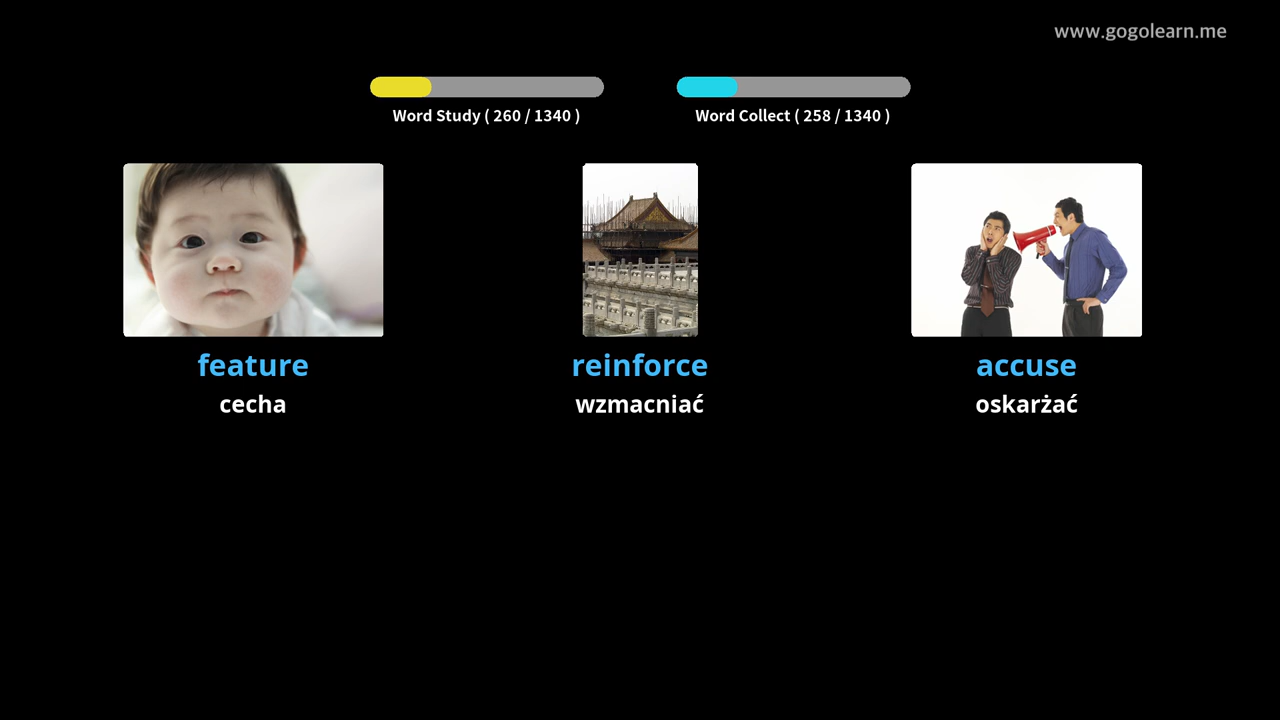 www.gogolearn.me
Word Study ( 260 / 1340 )
Word Collect ( 258 / 1340 )
feature
cecha
reinforce
wzmacniać
accuse
oskarżać